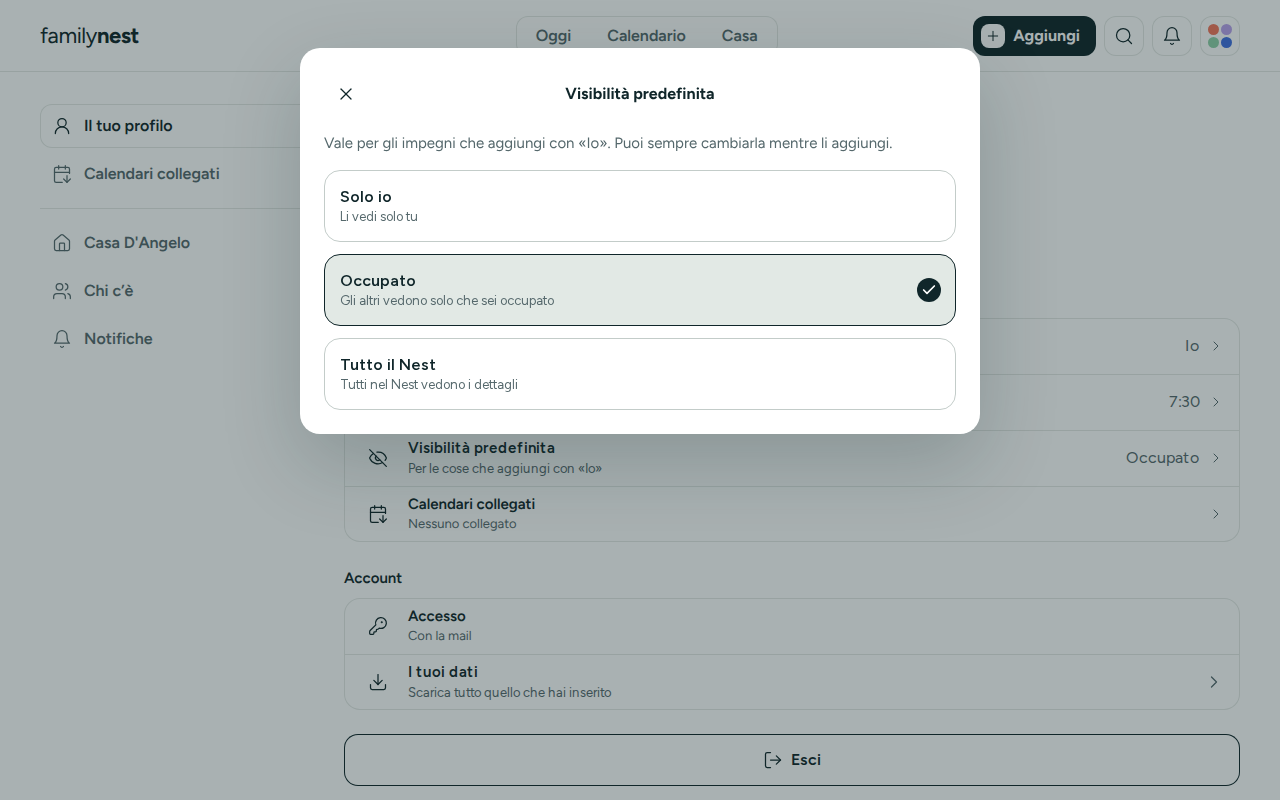 familynest
Oggi
Calendario
Casa
Aggiungi
Il tuo profilo
Calendari collegati
Casa D'Angelo
Chi c'è
Notifiche
Visibilità predefinita
Vale per gli impegni che aggiungi con «Io». Puoi sempre cambiarla mentre li aggiungi.
Solo io
Li vedi solo tu
Occupato
Gli altri vedono solo che sei occupato
Tutto il Nest
Tutti nel Nest vedono i dettagli
Io
7:30
Visibilità predefinita
Per le cose che aggiungi con «Io»
Occupato
Calendari collegati
Nessuno collegato
Account
Accesso
Con la mail
I tuoi dati
Scarica tutto quello che hai inserito
Esci